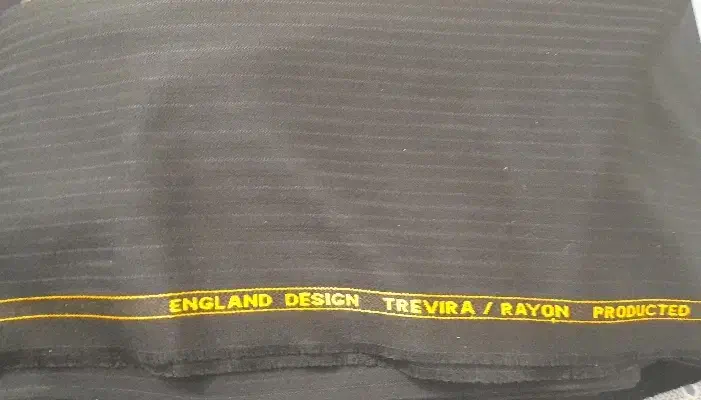 ENGLAND DESIGN TREVIRA / RAYON PRODUCTED